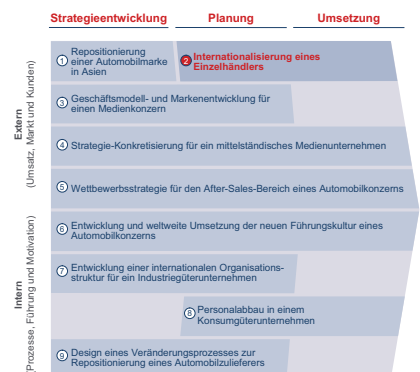 Strategieentwicklung Planung Umsetzung
Extern
(Umsatz, Markt und Kunden)
1 Repositionierung
einer Automobilmarke
in Asien
2 Internationalisierung eines
Einzelhändlers
3 Geschäftsmodell- und Markenentwicklung für
einen Medienkonzern
4 Strategie-Konkretisierung für ein mittelständisches Medienunternehmen
5 Wettbewerbsstrategie für den After-Sales-Bereich eines Automobilkonzerns
Intern
(Prozesse, Führung und Motivation)
6 Entwicklung und weltweite Umsetzung der neuen Führungskultur eines
Automobilkonzerns
7 Entwicklung einer internationalen Organisations-
struktur für ein Industriegüterunternehmen
8 Personalabbau in einem
Konsumgüterunternehmen
9 Design eines Veränderungsprozesses zur
Repositionierung eines Automobilzulieferers